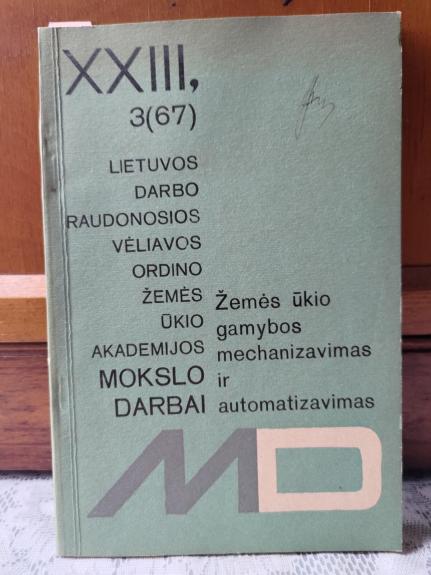 XXIII,
3(67)
LIETUVOS
DARBO
RAUDONOSIOS
VĖLIAVOS
ORDINO
ŽEMĖS
ŪKIO
AKADEMIJOS
MOKSLO
DARBAI
Žemės ūkio
gamybos
mechanizavimas
ir
automatizavimas
MD